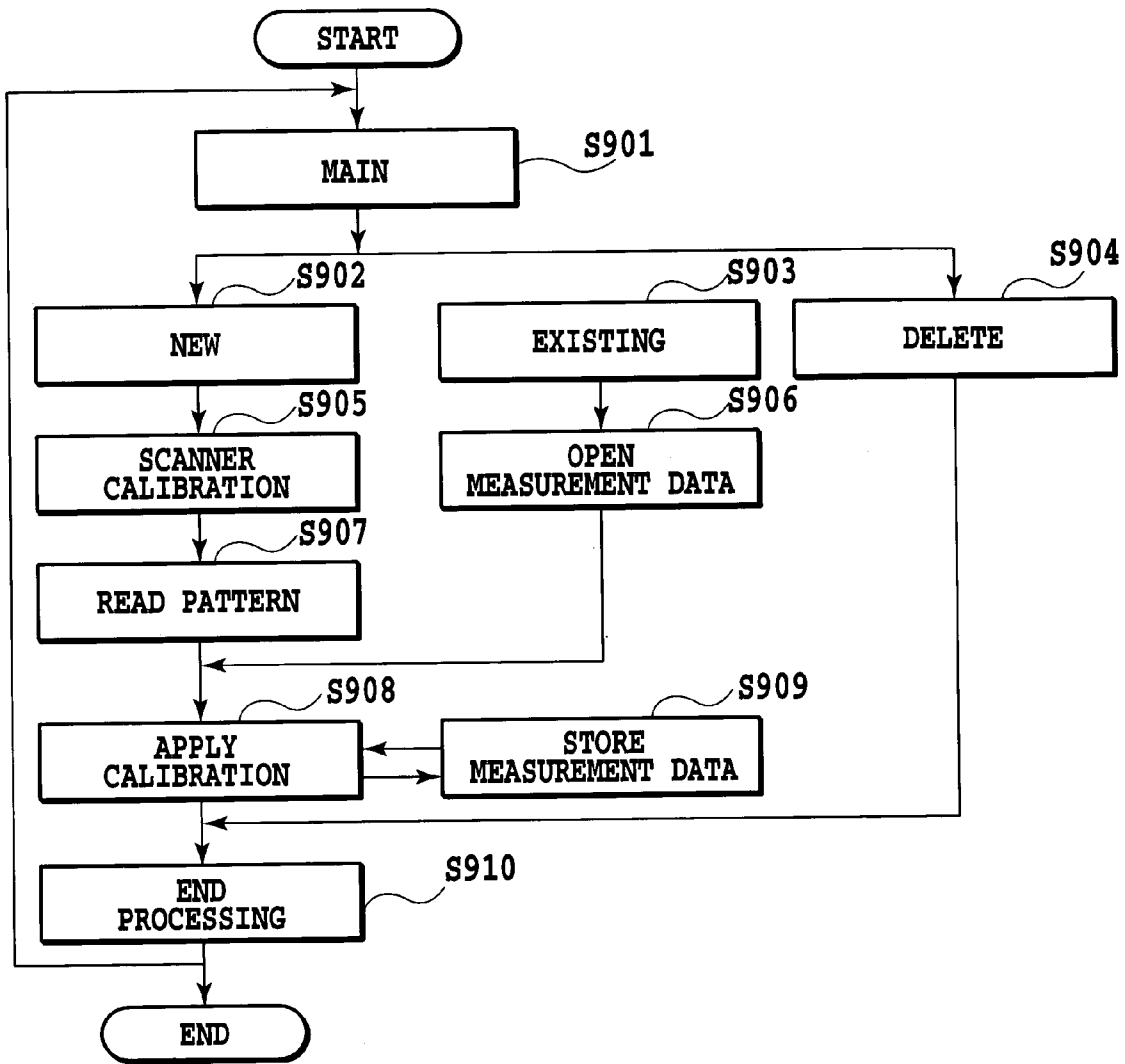 START
MAIN
S901
S902
S903
S904
NEW
EXISTING
DELETE
S905
S906
SCANNER
CALIBRATION
OPEN
MEASUREMENT DATA
S907
READ PATTERN
S908
S909
APPLY
CALIBRATION
STORE
MEASUREMENT DATA
END
PROCESSING
S910
END